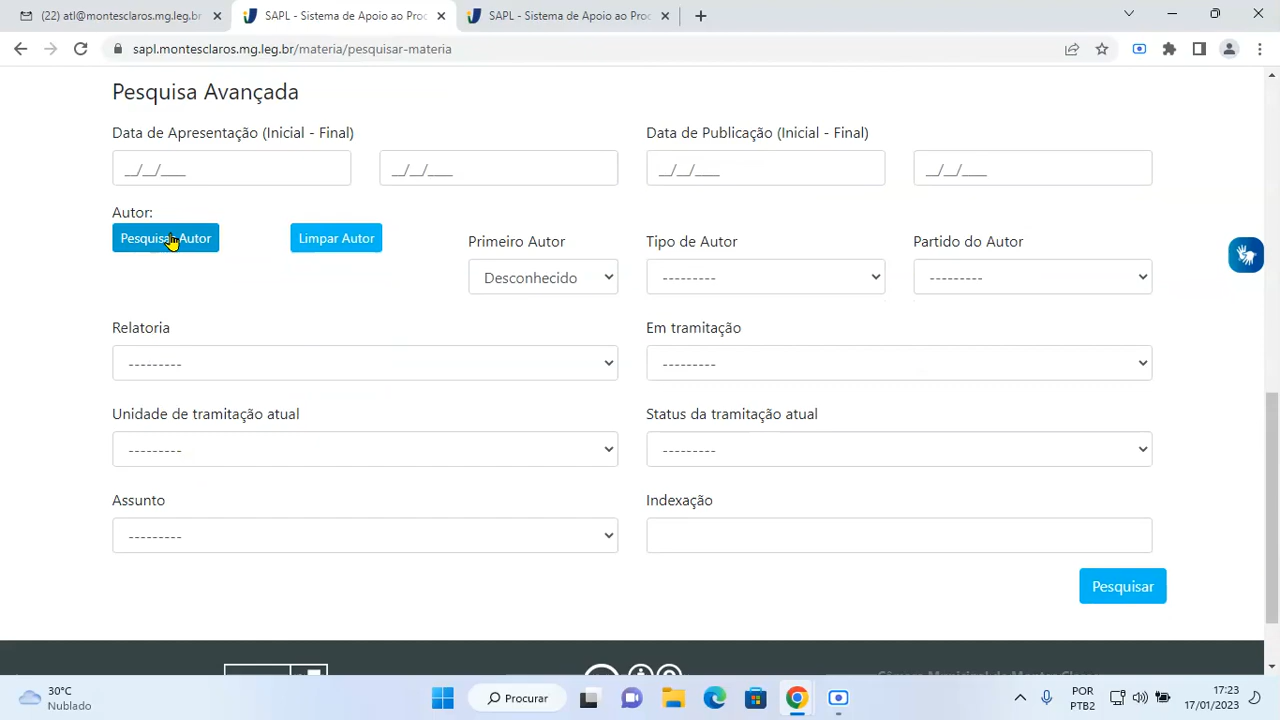 (22) atl@montesclaros.mg.leg.br
SAPL - Sistema de Apoio ao Proc
SAPL - Sistema de Apoio ao Proc
sapl.montesclaros.mg.leg.br/materia/pesquisar-materia
Pesquisa Avançada
Data de Apresentação (Inicial - Final)
Data de Publicação (Inicial - Final)
__/__/____ __/__/____ __/__/____ __/__/____
Autor:
Pesquisar Autor
Limpar Autor
Primeiro Autor
Tipo de Autor
Partido do Autor
Desconhecido
---------
---------
Relatoria
Em tramitação
---------
---------
Unidade de tramitação atual
Status da tramitação atual
---------
---------
Assunto
Indexação
---------
Pesquisar
30°C
Nublado
Procurar
POR
PTB2
17:23
17/01/2023